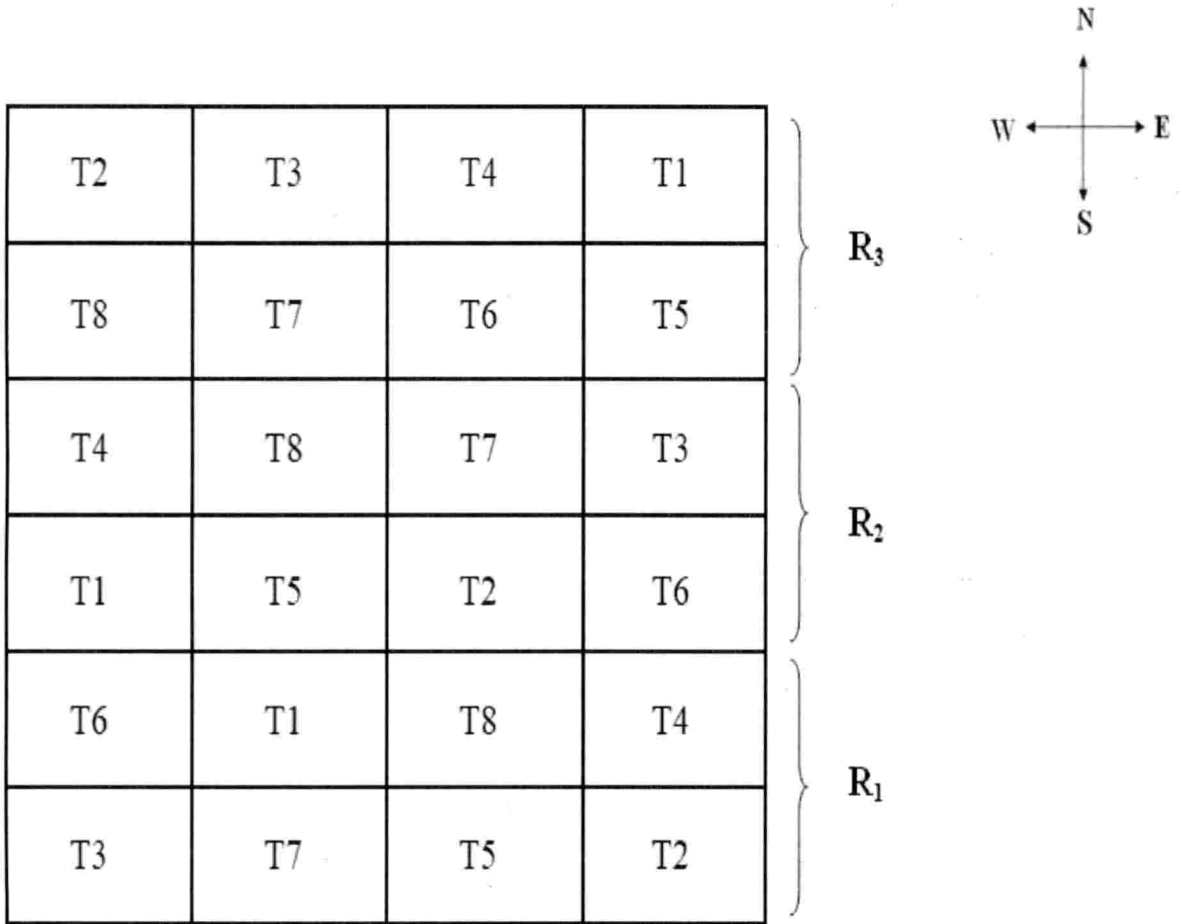 N
W E
S
T2 T3 T4 T1
R3
T8 T7 T6 T5
T4 T8 T7 T3
R2
T1 T5 T2 T6
T6 T1 T8 T4
R1
T3 T7 T5 T2